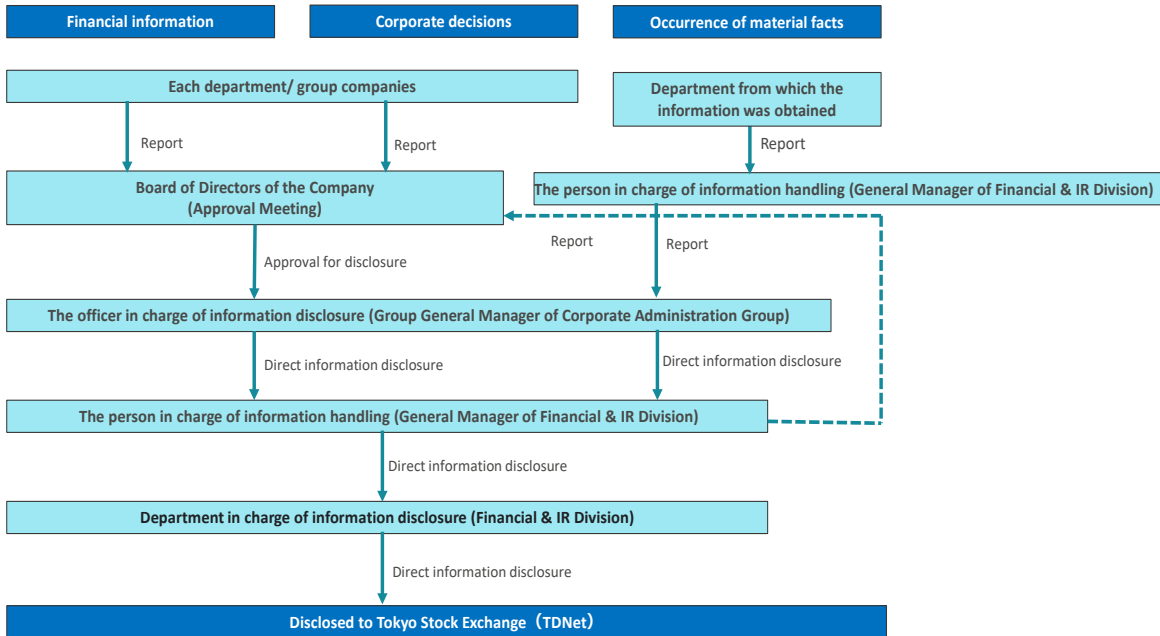 Financial information
Corporate decisions
Occurrence of material facts
Each department/ group companies
Department from which the
information was obtained
Report
Report
Report
Board of Directors of the Company
(Approval Meeting)
The person in charge of information handling (General Manager of Financial & IR Division)
Report
Report
Approval for disclosure
The officer in charge of information disclosure (Group General Manager of Corporate Administration Group)
Direct information disclosure
Direct information disclosure
The person in charge of information handling (General Manager of Financial & IR Division)
Direct information disclosure
Department in charge of information disclosure (Financial & IR Division)
Direct information disclosure
Disclosed to Tokyo Stock Exchange（TDNet）